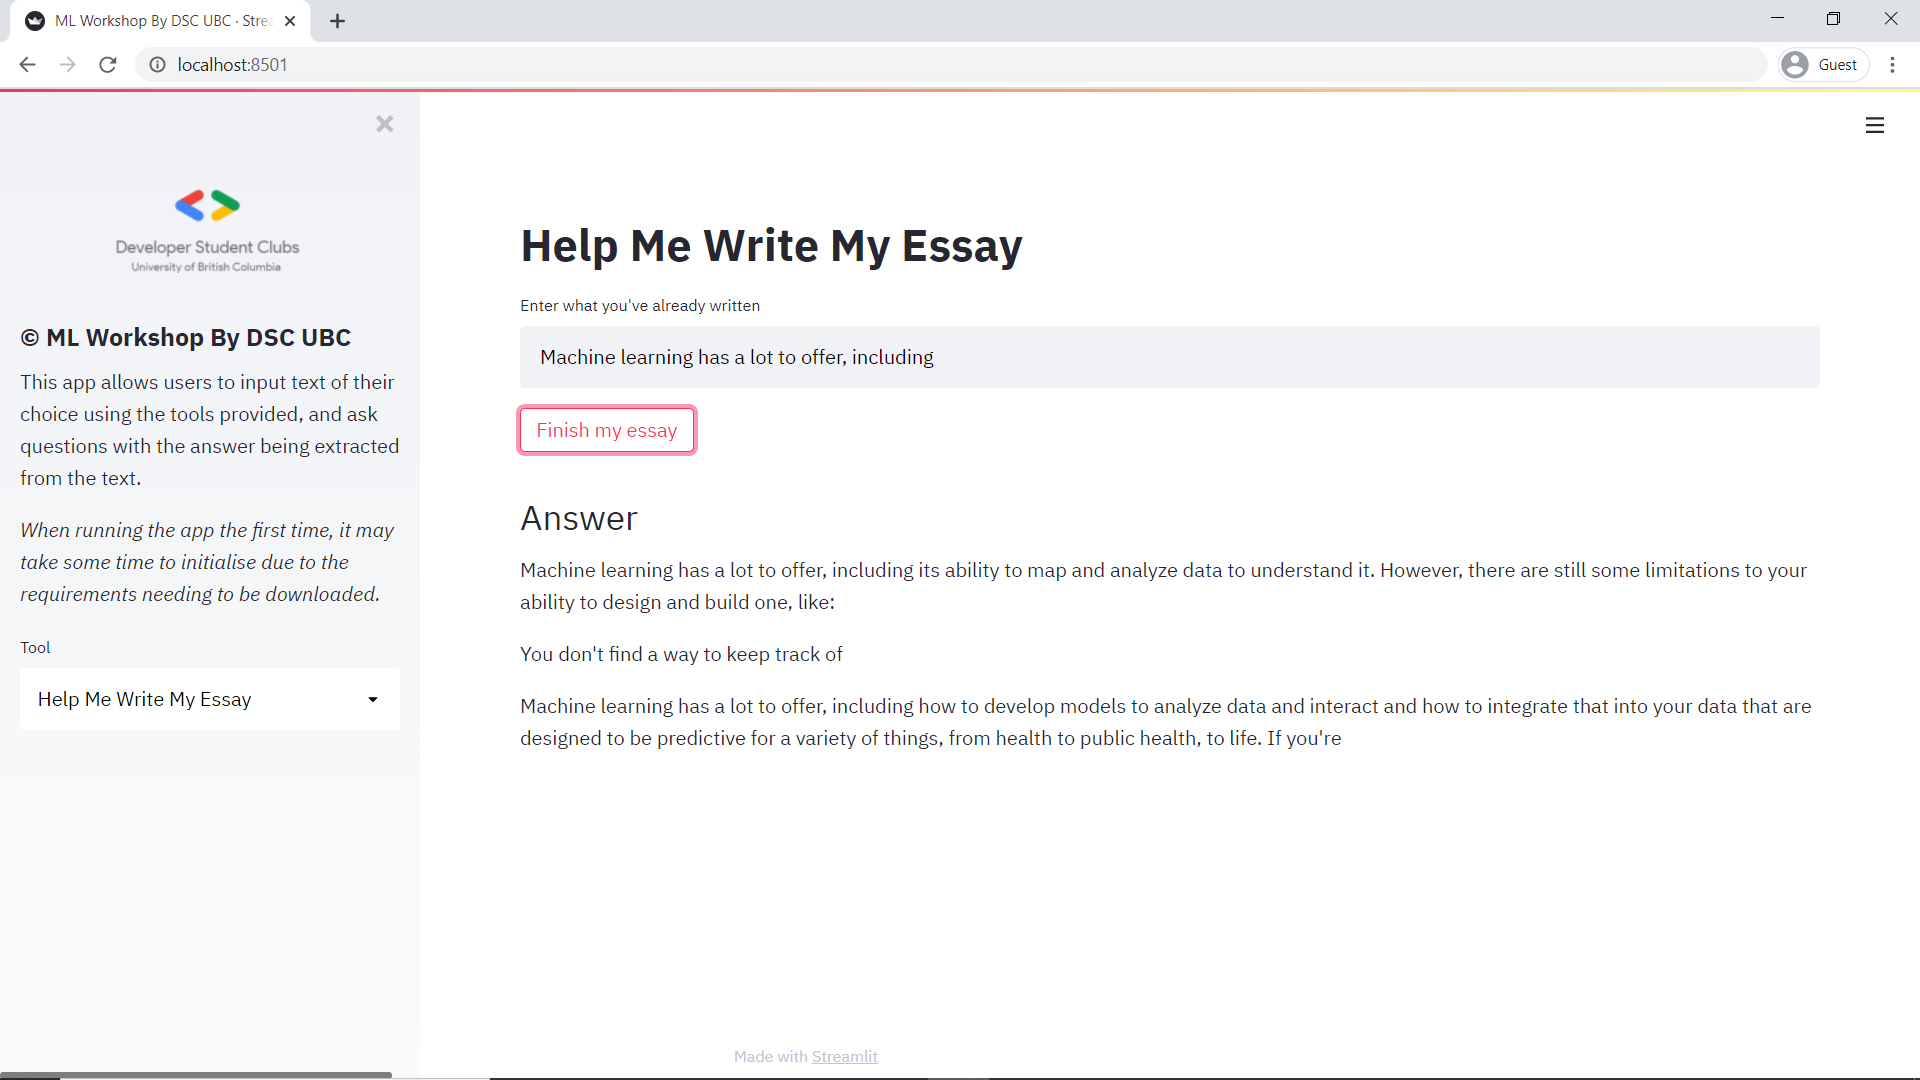 ML Workshop By DSC UBC · Strea
localhost:8501
Guest
Developer Student Clubs
University of British Columbia
© ML Workshop By DSC UBC
This app allows users to input text of their
choice using the tools provided, and ask
questions with the answer being extracted
from the text.
When running the app the first time, it may
take some time to initialise due to the
requirements needing to be downloaded.
Tool
Help Me Write My Essay
Help Me Write My Essay
Enter what you've already written
Machine learning has a lot to offer, including
Finish my essay
Answer
Machine learning has a lot to offer, including its ability to map and analyze data to understand it. However, there are still some limitations to your
ability to design and build one, like:
You don't find a way to keep track of
Machine learning has a lot to offer, including how to develop models to analyze data and interact and how to integrate that into your data that are
designed to be predictive for a variety of things, from health to public health, to life. If you're
Made with Streamlit